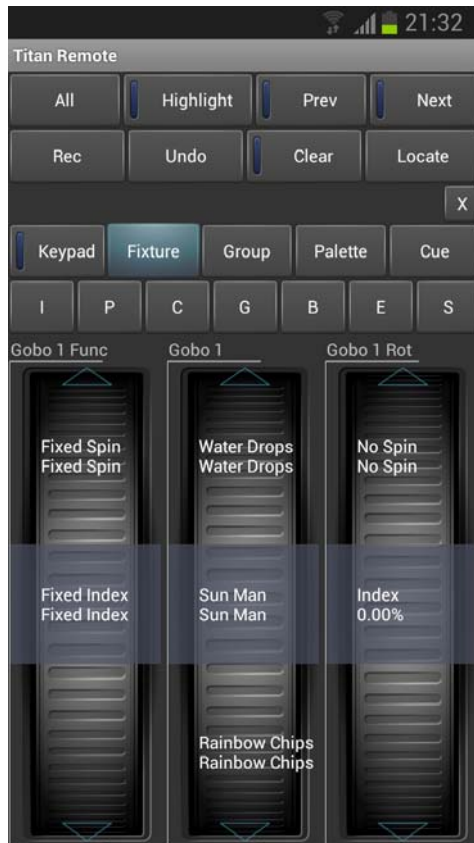 21:32
Titan Remote
All Highlight Prev Next
Rec Undo Clear Locate
X
Keypad Fixture Group Palette Cue
I P C G B E S
Gobo 1 Func Gobo 1 Gobo 1 Rot
Fixed Spin Water Drops No Spin
Fixed Spin Water Drops No Spin
Fixed Index Sun Man Index
Fixed Index Sun Man 0.00%
Rainbow Chips
Rainbow Chips